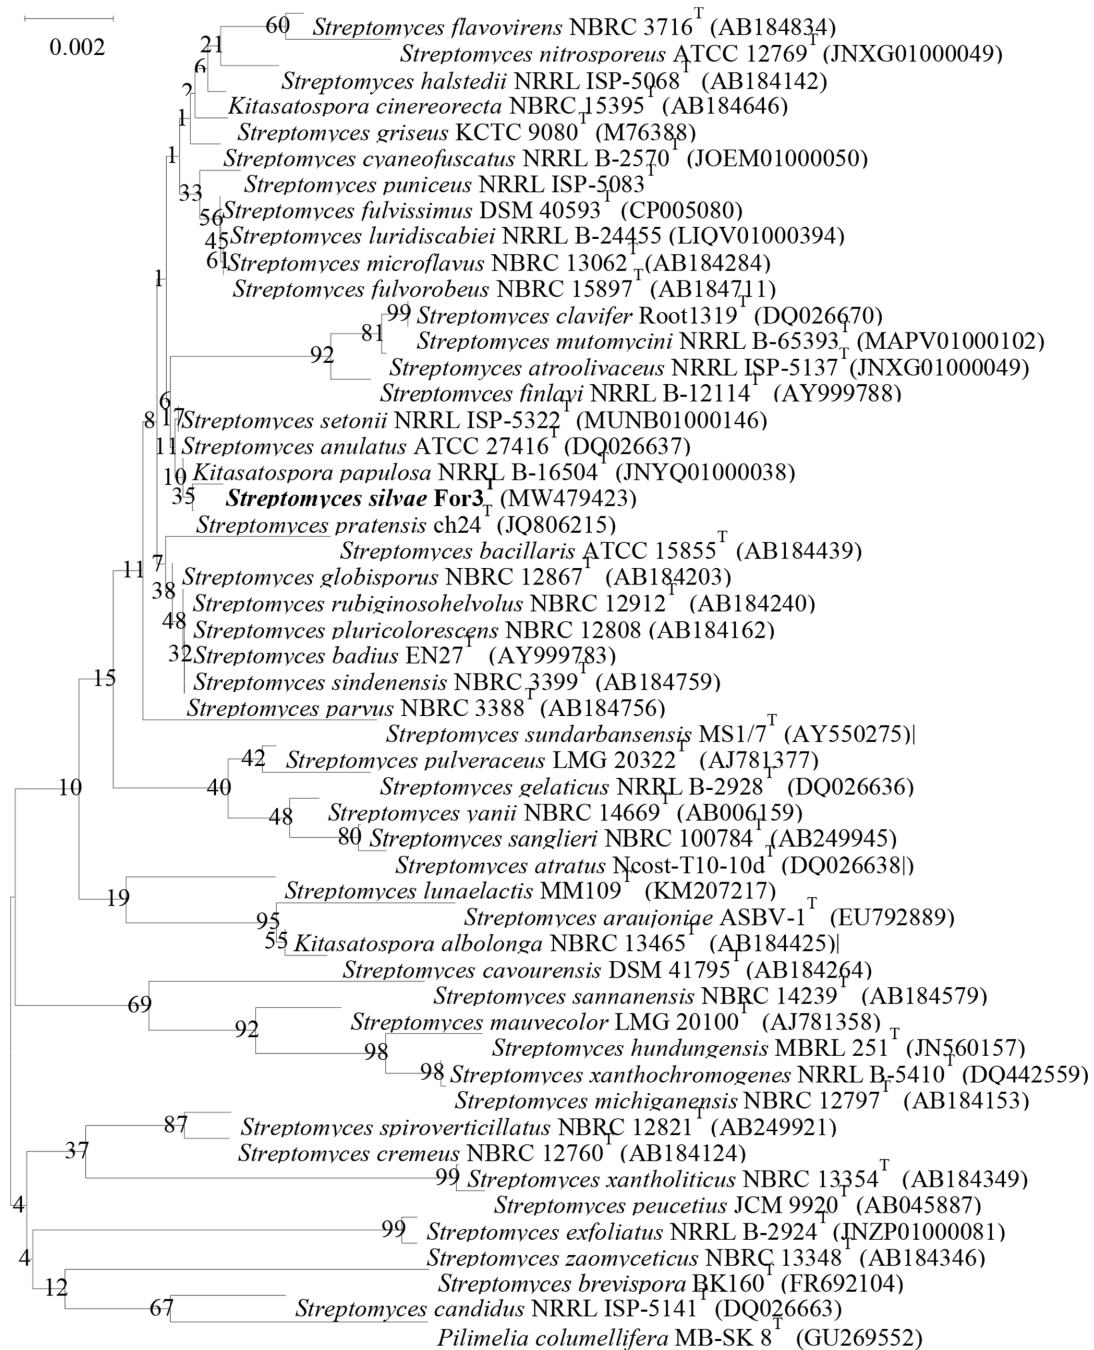 60 Streptomyces flavovirens NBRC 3716T (AB184834)
0.002 21 Streptomyces nitrosporeus ATCC 12769T (JNXG01000049)
6 Streptomyces halstedii NRRL ISP-5068T (AB184142)
2 Kitasatospora cinereorecta NBRC 15395T (AB184646)
1 Streptomyces griseus KCTC 9080T (M76388)
1 Streptomyces cyaneofuscatus NRRL B-2570T (JOEM01000050)
33 Streptomyces puniceus NRRL ISP-5083T
56 Streptomyces fulvissimus DSM 40593T (CP005080)
45 Streptomyces luridiscabiei NRRL B-24455 (LIQV01000394)
61 Streptomyces microflavus NBRC 13062T (AB184284)
1 Streptomyces fulvorobeus NBRC 15897T (AB184711)
99 Streptomyces clavifer Root1319T (DQ026670)
81 Streptomyces mutomycini NRRL B-65393T (MAPV01000102)
92 Streptomyces atroolivaceus NRRL ISP-5137T (JNXG01000049)
6 Streptomyces finlayi NRRL B-12114T (AY999788)
8 17 Streptomyces setonii NRRL ISP-5322T (MUNB01000146)
11 Streptomyces anulatus ATCC 27416T (DQ026637)
10 Kitasatospora papulosa NRRL B-16504T (JNYQ01000038)
35 Streptomyces silvae For3T (MW479423)
Streptomyces pratensis ch24T (JQ806215)
11 7 Streptomyces bacillaris ATCC 15855T (AB184439)
38 Streptomyces globisporus NBRC 12867T (AB184203)
Streptomyces rubiginosohelvolus NBRC 12912T (AB184240)
48 Streptomyces pluricolorescens NBRC 12808 (AB184162)
32 Streptomyces badius EN27T (AY999783)
15 Streptomyces sindenensis NBRC 3399T (AB184759)
Streptomyces parvus NBRC 3388T (AB184756)
Streptomyces sundarbansensis MS1/7T (AY550275)|
42 Streptomyces pulveraceus LMG 20322T (AJ781377)
10 40 Streptomyces gelaticus NRRL B-2928T (DQ026636)
48 Streptomyces yanii NBRC 14669T (AB006159)
80 Streptomyces sanglieri NBRC 100784T (AB249945)
Streptomyces atratus Ncost-T10-10dT (DQ026638|)
19 Streptomyces lunaelactis MM109T (KM207217)
95 Streptomyces araujoniae ASBV-1T (EU792889)
55 Kitasatospora albolonga NBRC 13465T (AB184425)|
Streptomyces cavourensis DSM 41795T (AB184264)
69 Streptomyces sannanensis NBRC 14239T (AB184579)
92 Streptomyces mauvecolor LMG 20100T (AJ781358)
98 Streptomyces hundungensis MBRL 251T (JN560157)
98 Streptomyces xanthochromogenes NRRL B-5410T (DQ442559)
Streptomyces michiganensis NBRC 12797T (AB184153)
87 Streptomyces spiroverticillatus NBRC 12821T (AB249921)
37 Streptomyces cremeus NBRC 12760T (AB184124)
99 Streptomyces xantholiticus NBRC 13354T (AB184349)
4 Streptomyces peucetius JCM 9920T (AB045887)
99 Streptomyces exfoliatus NRRL B-2924T (JNZP01000081)
4 Streptomyces zaomyceticus NBRC 13348T (AB184346)
12 Streptomyces brevispora BK160T (FR692104)
67 Streptomyces candidus NRRL ISP-5141T (DQ026663)
Pilimelia columellifera MB-SK 8T (GU269552)